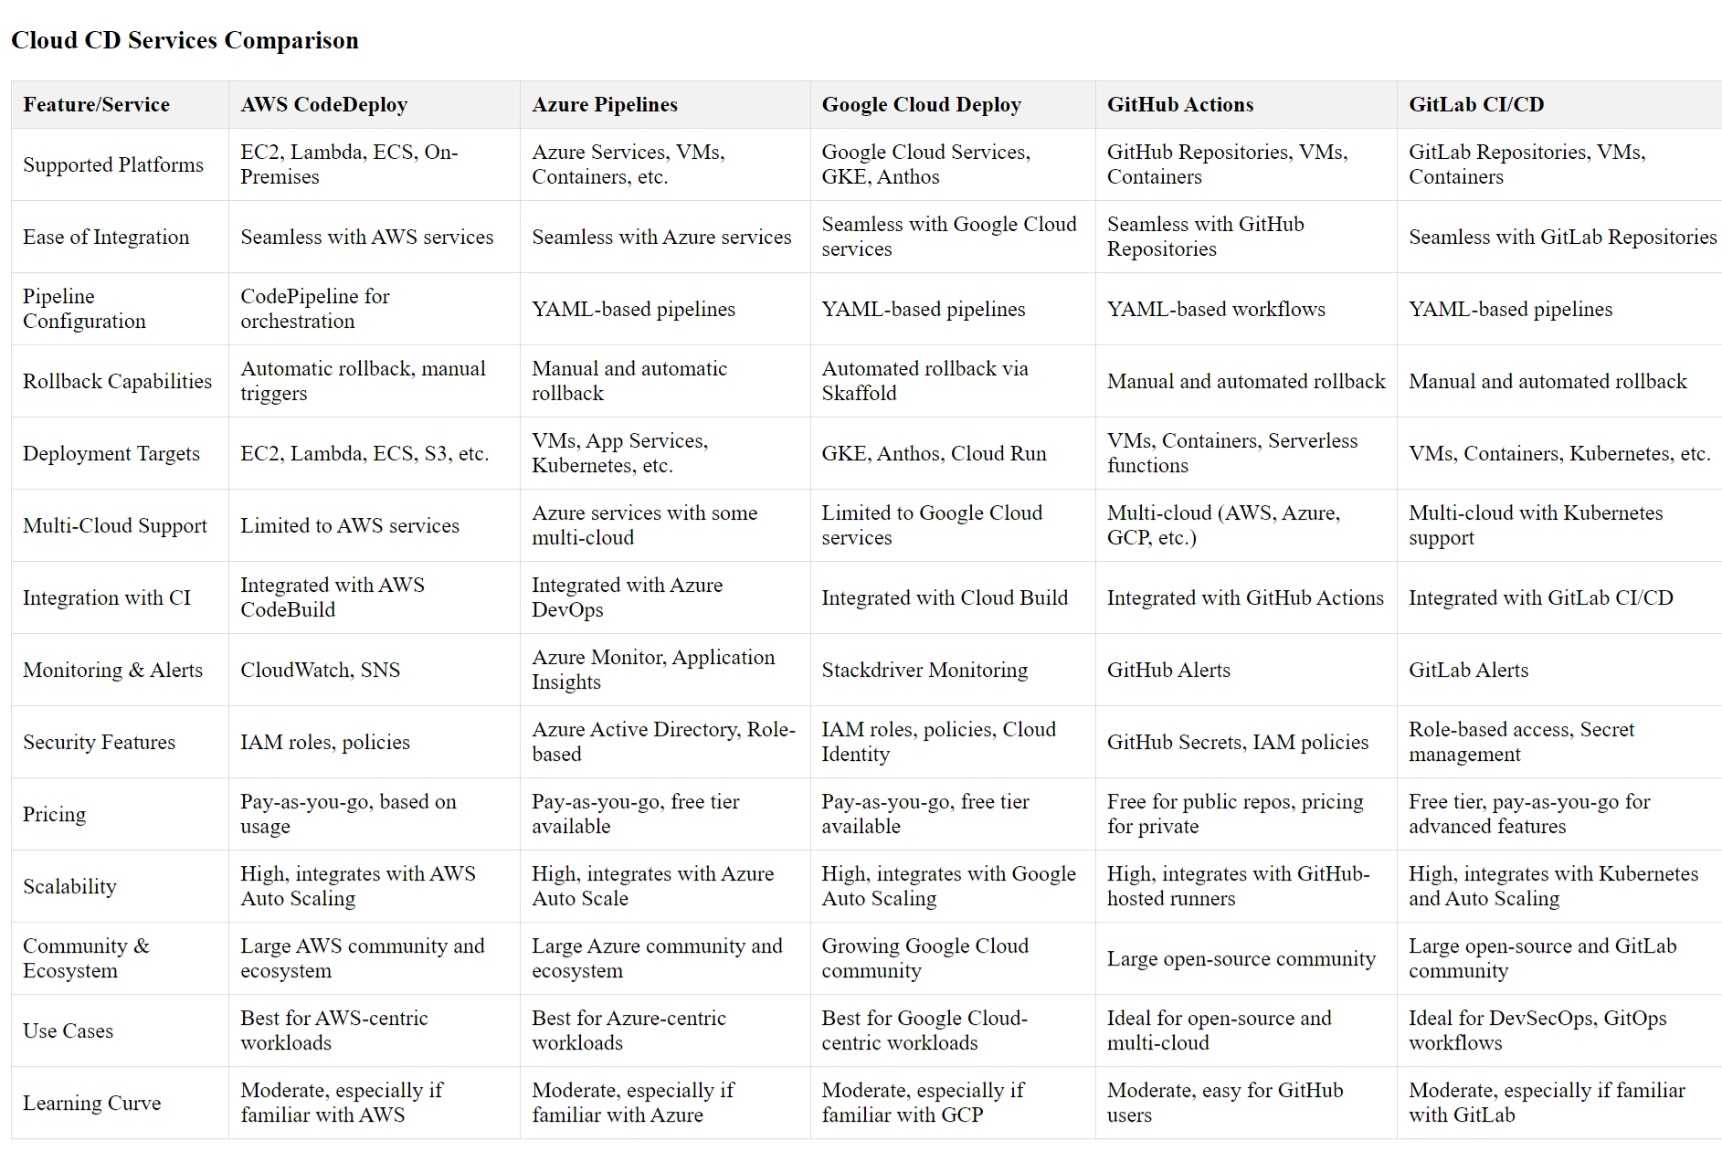 Cloud CD Services Comparison
Feature/Service
AWS CodeDeploy
Azure Pipelines
Google Cloud Deploy
GitHub Actions
GitLab CI/CD
Supported Platforms
EC2, Lambda, ECS, On-
Premises
Azure Services, VMs,
Containers, etc.
Google Cloud Services,
GKE, Anthos
GitHub Repositories, VMs,
Containers
GitLab Repositories, VMs,
Containers
Ease of Integration
Seamless with AWS services
Seamless with Azure services
Seamless with Google Cloud
services
Seamless with GitHub
Repositories
Seamless with GitLab Repositories
Pipeline
Configuration
CodePipeline for
orchestration
YAML-based pipelines
YAML-based pipelines
YAML-based workflows
YAML-based pipelines
Rollback Capabilities
Automatic rollback, manual
triggers
Manual and automatic
rollback
Automated rollback via
Skaffold
Manual and automated rollback
Manual and automated rollback
Deployment Targets
EC2, Lambda, ECS, S3, etc.
VMs, App Services,
Kubernetes, etc.
GKE, Anthos, Cloud Run
VMs, Containers, Serverless
functions
VMs, Containers, Kubernetes, etc.
Multi-Cloud Support
Limited to AWS services
Azure services with some
multi-cloud
Limited to Google Cloud
services
Multi-cloud (AWS, Azure,
GCP, etc.)
Multi-cloud with Kubernetes
support
Integration with CI
Integrated with AWS
CodeBuild
Integrated with Azure
DevOps
Integrated with Cloud Build
Integrated with GitHub Actions
Integrated with GitLab CI/CD
Monitoring & Alerts
CloudWatch, SNS
Azure Monitor, Application
Insights
Stackdriver Monitoring
GitHub Alerts
GitLab Alerts
Security Features
IAM roles, policies
Azure Active Directory, Role-
based
IAM roles, policies, Cloud
Identity
GitHub Secrets, IAM policies
Role-based access, Secret
management
Pricing
Pay-as-you-go, based on
usage
Pay-as-you-go, free tier
available
Pay-as-you-go, free tier
available
Free for public repos, pricing
for private
Free tier, pay-as-you-go for
advanced features
Scalability
High, integrates with AWS
Auto Scaling
High, integrates with Azure
Auto Scale
High, integrates with Google
Auto Scaling
High, integrates with GitHub-
hosted runners
High, integrates with Kubernetes
and Auto Scaling
Community &
Ecosystem
Large AWS community and
ecosystem
Large Azure community and
ecosystem
Growing Google Cloud
community
Large open-source community
Large open-source and GitLab
community
Use Cases
Best for AWS-centric
workloads
Best for Azure-centric
workloads
Best for Google Cloud-
centric workloads
Ideal for open-source and
multi-cloud
Ideal for DevSecOps, GitOps
workflows
Learning Curve
Moderate, especially if
familiar with AWS
Moderate, especially if
familiar with Azure
Moderate, especially if
familiar with GCP
Moderate, easy for GitHub
users
Moderate, especially if familiar
with GitLab